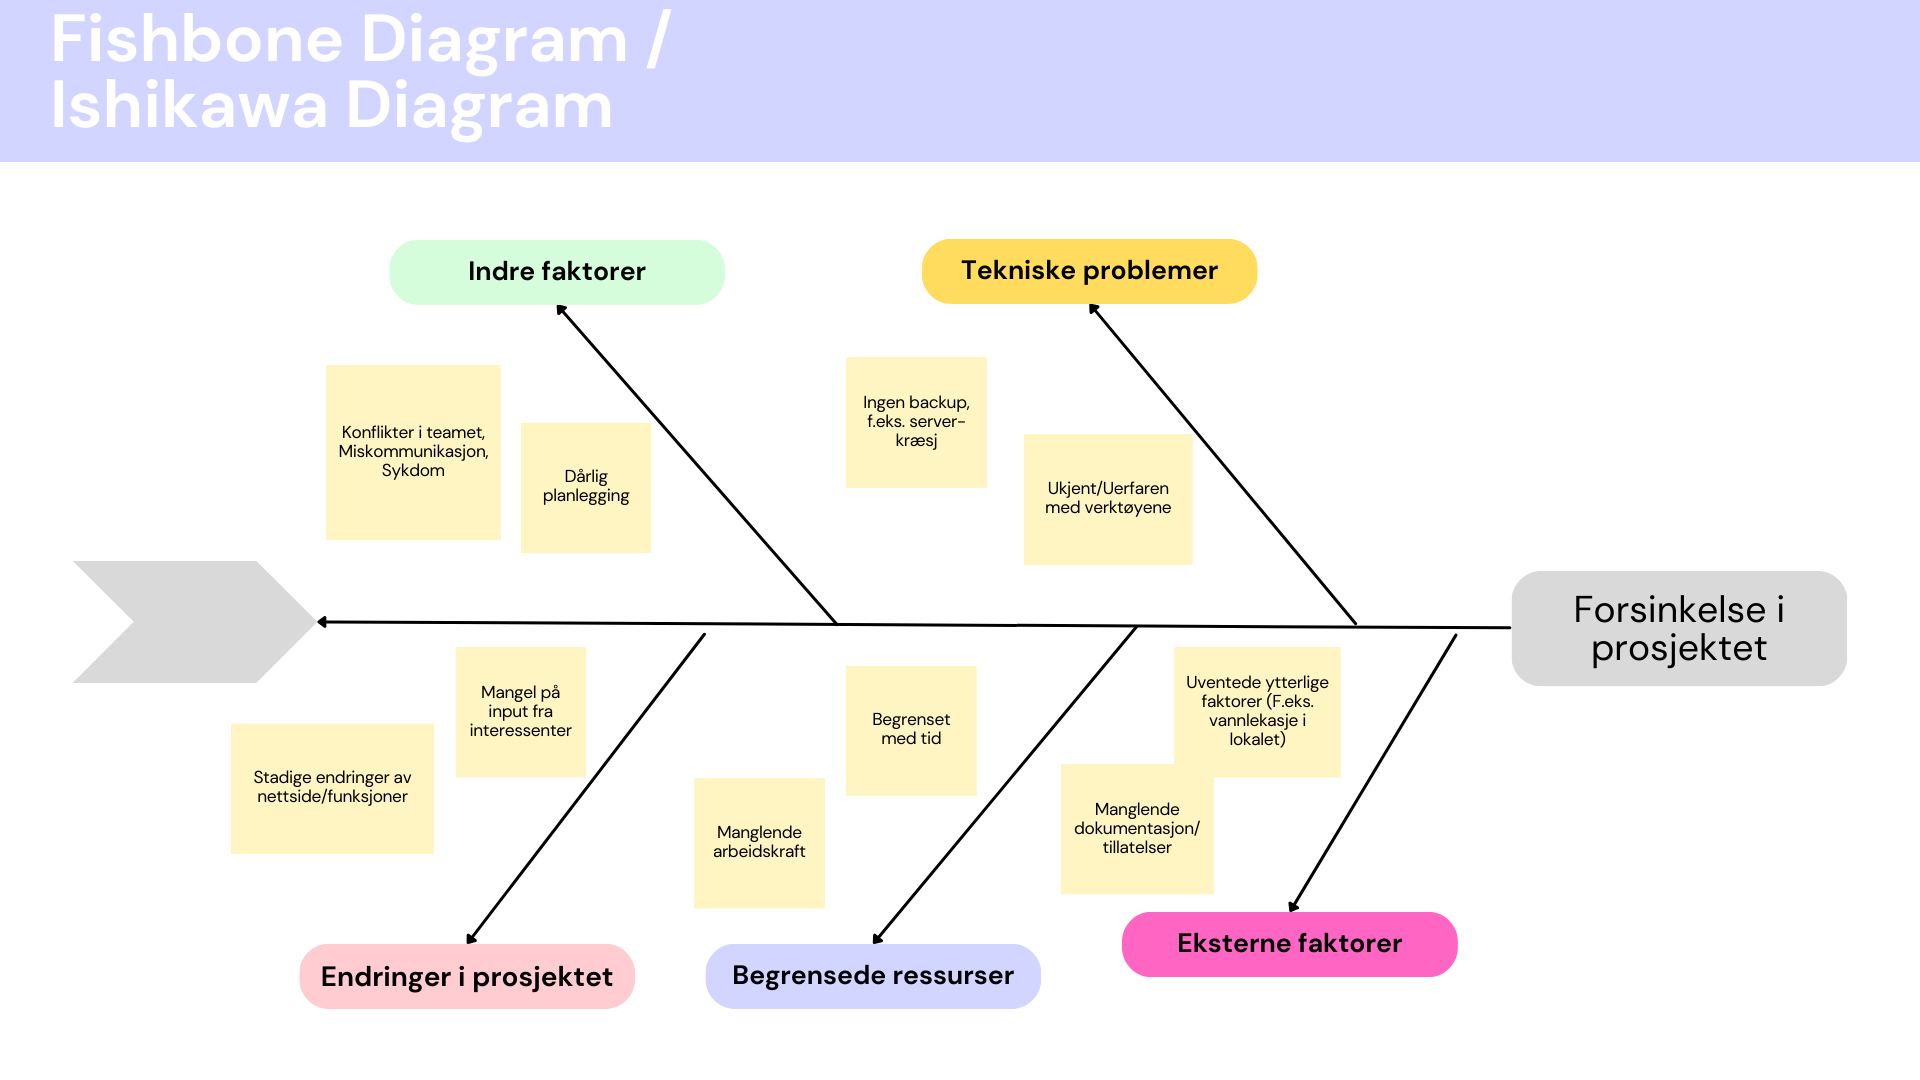 Fishbone Diagram /
Ishikawa Diagram
Indre faktorer
Tekniske problemer
Konflikter i teamet,
Miskommunikasjon,
Sykdom
Dårlig
planlegging
Ingen backup,
f.eks. server-
kræsj
Ukjent/Uerfaren
med verktøyene
Forsinkelse i
prosjektet
Stadige endringer av
nettside/funksjoner
Mangel på
input fra
interessenter
Manglende
arbeidskraft
Begrenset
med tid
Manglende
dokumentasjon/
tillatelser
Uventede ytterlige
faktorer (F.eks.
vannlekasje i
lokalet)
Endringer i prosjektet
Begrensede ressurser
Eksterne faktorer